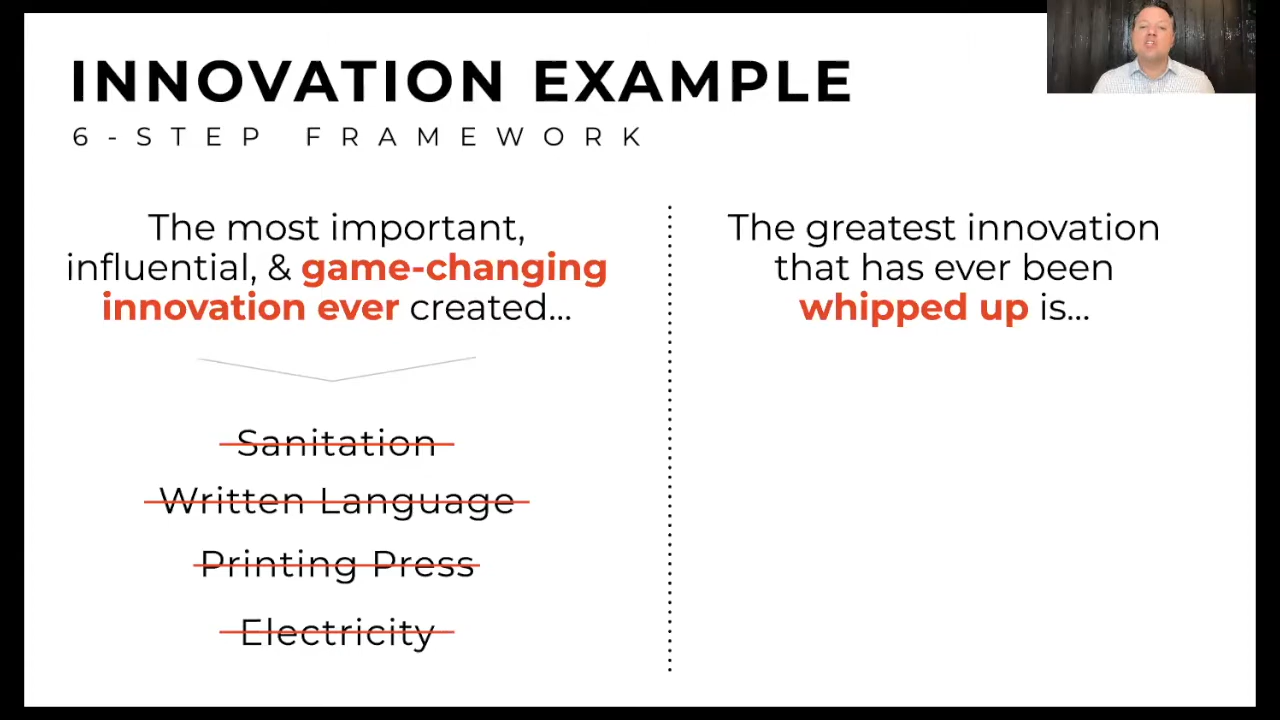 INNOVATION EXAMPLE
6-STEP FRAMEWORK
The most important,
influential, & game-changing
innovation ever created...
Sanitation
Written Language
Printing Press
Electricity
The greatest innovation
that has ever been
whipped up is...